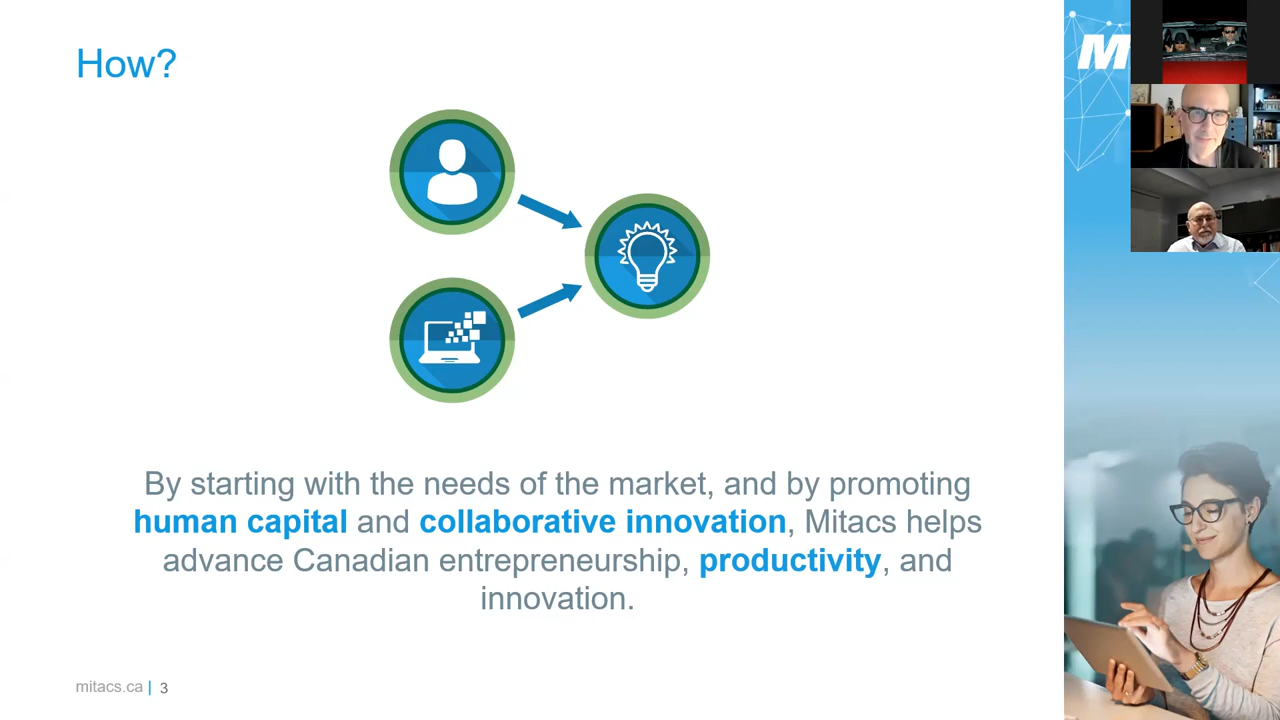 How?
M
By starting with the needs of the market, and by promoting
human capital and collaborative innovation, Mitacs helps
advance Canadian entrepreneurship, productivity, and
innovation.
mitacs.ca | 3